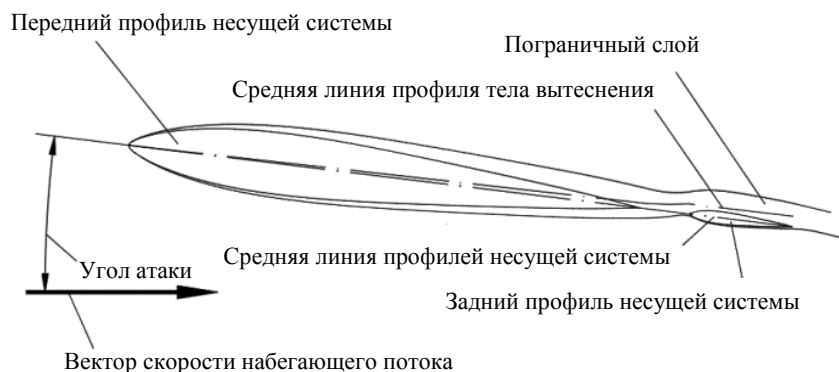 Передний профиль несущей системы
Пограничный слой
Средняя линия профиля тела вытеснения
Угол атаки
Средняя линия профилей несущей системы
Задний профиль несущей системы
Вектор скорости набегающего потока